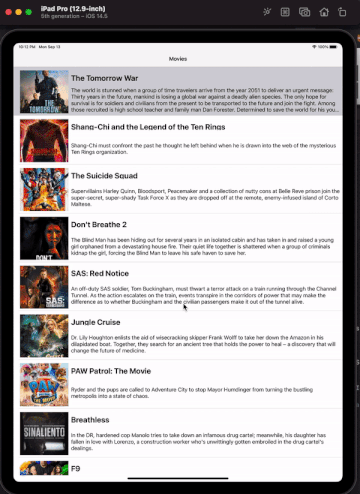 iPad Pro (12.9-inch)
5th generation – iOS 14.5
10:12 PM Mon Sep 13
100%
Movies
The Tomorrow War
The world is stunned when a group of time travelers arrive from the year 2051 to deliver an urgent message:
Thirty years in the future, mankind is losing a global war against a deadly alien species. The only hope for
survival is for soldiers and civilians from the present to be transported to the future and join the fight. Among
those recruited is high school teacher and family man Dan Forester. Determined to save the world for his you...
THE
TOMORROW
WAR
Shang-Chi and the Legend of the Ten Rings
Shang-Chi must confront the past he thought he left behind when he is drawn into the web of the mysterious
Ten Rings organization.
The Suicide Squad
Supervillains Harley Quinn, Bloodsport, Peacemaker and a collection of nutty cons at Belle Reve prison join the
super-secret, super-shady Task Force X as they are dropped off at the remote, enemy-infused island of Corto
Maltese.
Don't Breathe 2
The Blind Man has been hiding out for several years in an isolated cabin and has taken in and raised a young
girl orphaned from a devastating house fire. Their quiet life together is shattered when a group of criminals
kidnap the girl, forcing the Blind Man to leave his safe haven to save her.
DON'T
SAS: Red Notice
An off-duty SAS soldier, Tom Buckingham, must thwart a terror attack on a train running through the Channel
Tunnel. As the action escalates on the train, events transpire in the corridors of power that may make the
difference as to whether Buckingham and the civilian passengers make it out of the tunnel alive.
SAS:
Jungle Cruise
Dr. Lily Houghton enlists the aid of wisecracking skipper Frank Wolff to take her down the Amazon in his
dilapidated boat. Together, they search for an ancient tree that holds the power to heal – a discovery that will
change the future of medicine.
PAW Patrol: The Movie
Ryder and the pups are called to Adventure City to stop Mayor Humdinger from turning the bustling
metropolis into a state of chaos.
PAW
Breathless
In the DR, hardcop cop Manolo tries to take down an infamous drug cartel; meanwhile, his daughter has
fallen in love with Lorenzo, a construction worker who's unwittingly gotten embroiled in the drug cartel's
dealings.
SINALIENTO
F9